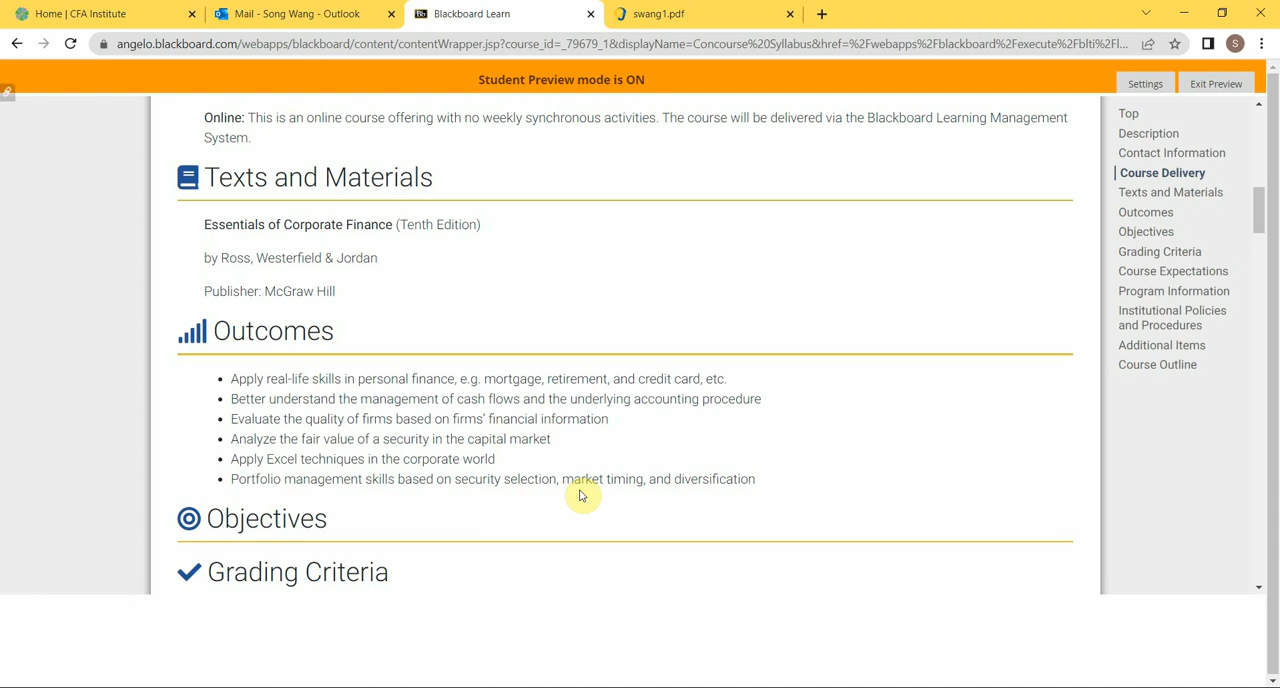 Home | CFA Institute
Mail - Song Wang - Outlook
Bb Blackboard Learn
swang1.pdf
angelo.blackboard.com/webapps/blackboard/content/contentWrapper.jsp?course_id=_79679_1&displayName=Concourse%20Syllabus&href=%2Fwebapps%2Fblackboard%2Fexecute%2Fblti%2Fl...
S
Student Preview mode is ON
Settings
Exit Preview
Online: This is an online course offering with no weekly synchronous activities. The course will be delivered via the Blackboard Learning Management
System.
Texts and Materials
Essentials of Corporate Finance (Tenth Edition)
by Ross, Westerfield & Jordan
Publisher: McGraw Hill
Outcomes
• Apply real-life skills in personal finance, e.g. mortgage, retirement, and credit card, etc.
• Better understand the management of cash flows and the underlying accounting procedure
• Evaluate the quality of firms based on firms' financial information
• Analyze the fair value of a security in the capital market
• Apply Excel techniques in the corporate world
• Portfolio management skills based on security selection, market timing, and diversification
Objectives
Grading Criteria
Top
Description
Contact Information
Course Delivery
Texts and Materials
Outcomes
Objectives
Grading Criteria
Course Expectations
Program Information
Institutional Policies
and Procedures
Additional Items
Course Outline